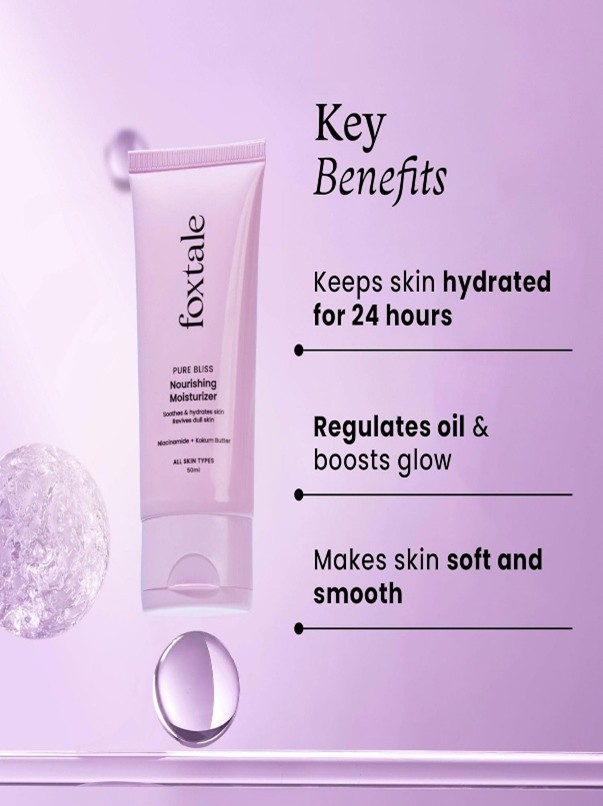 Key
Benefits
foxtale
PURE BLISS
Nourishing
Moisturizer
Soothes & hydrates skin
Revives dull skin
Niacinamide + Kokum Butter
ALL SKIN TYPES
50ml
Keeps skin hydrated
for 24 hours
Regulates oil &
boosts glow
Makes skin soft and
smooth